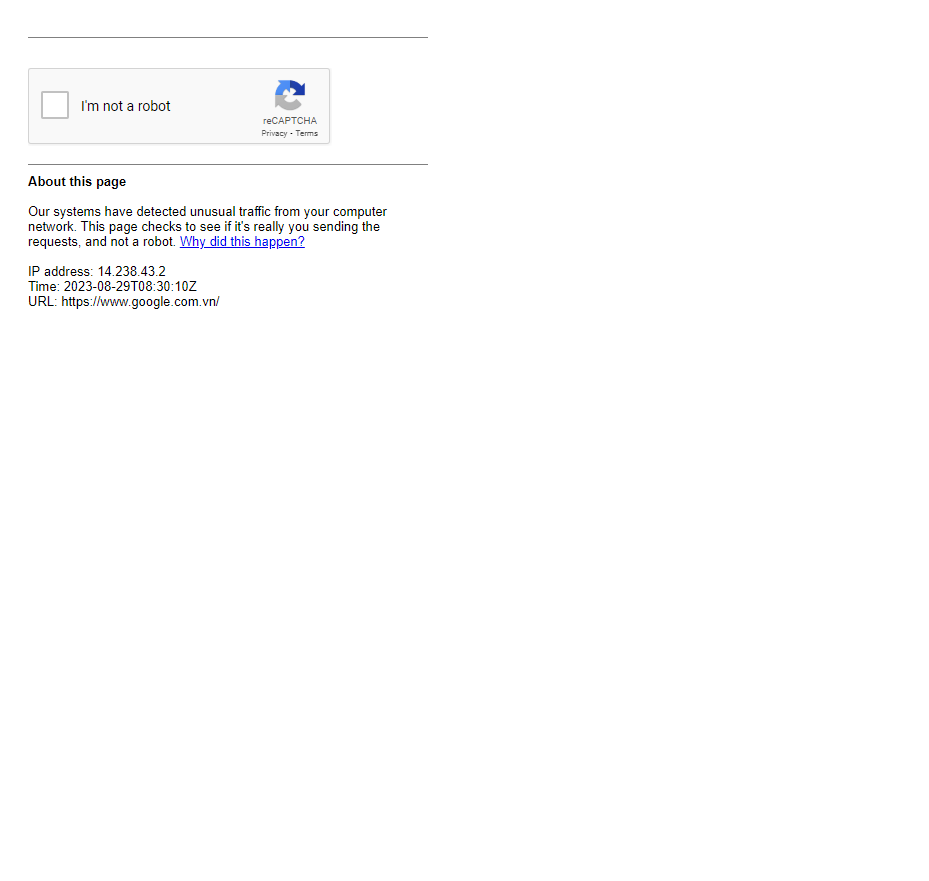 I'm not a robot
reCAPTCHA
Privacy - Terms
About this page
Our systems have detected unusual traffic from your computer
network. This page checks to see if it's really you sending the
requests, and not a robot. Why did this happen?
IP address: 14.238.43.2
Time: 2023-08-29T08:30:10Z
URL: https://www.google.com.vn/